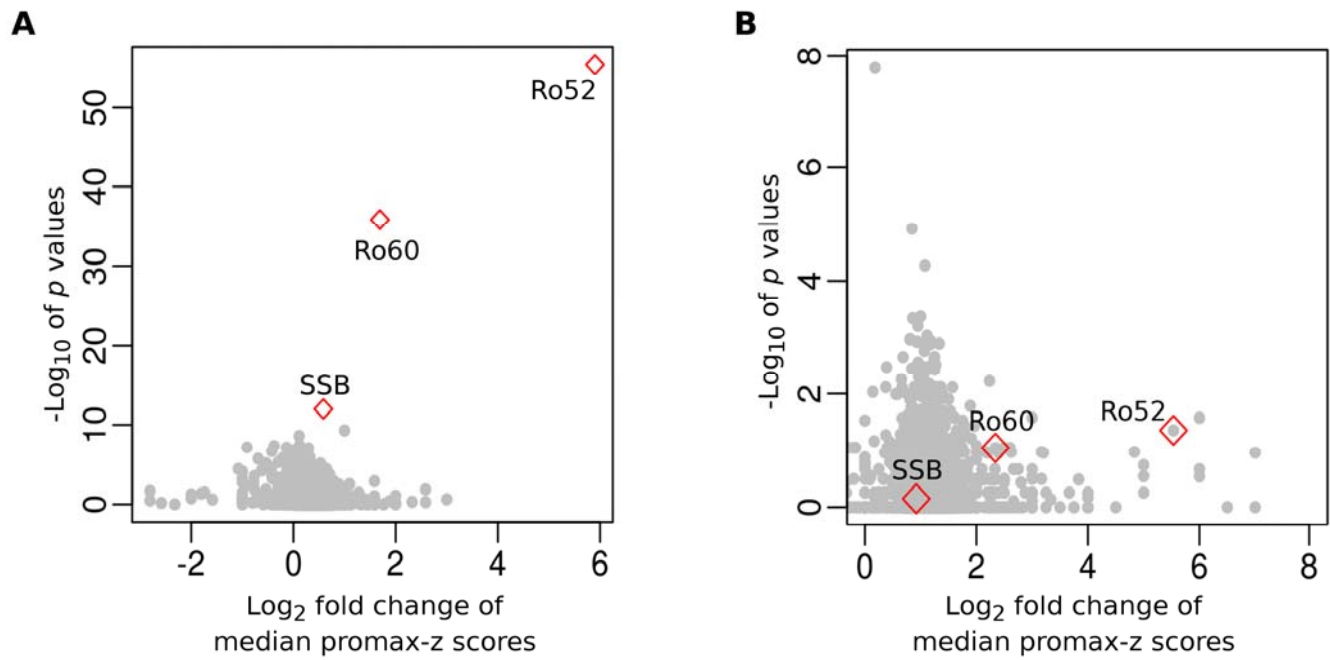 A
-Log10 of p values
50
40
30
20
10
0
Ro52
Ro60
SSB
-2 0 2 4 6
Log2 fold change of
median promax-z scores
B
-Log10 of p values
8
6
4
2
0
Ro60
Ro52
SSB
0 2 4 6 8
Log2 fold change of
median promax-z scores